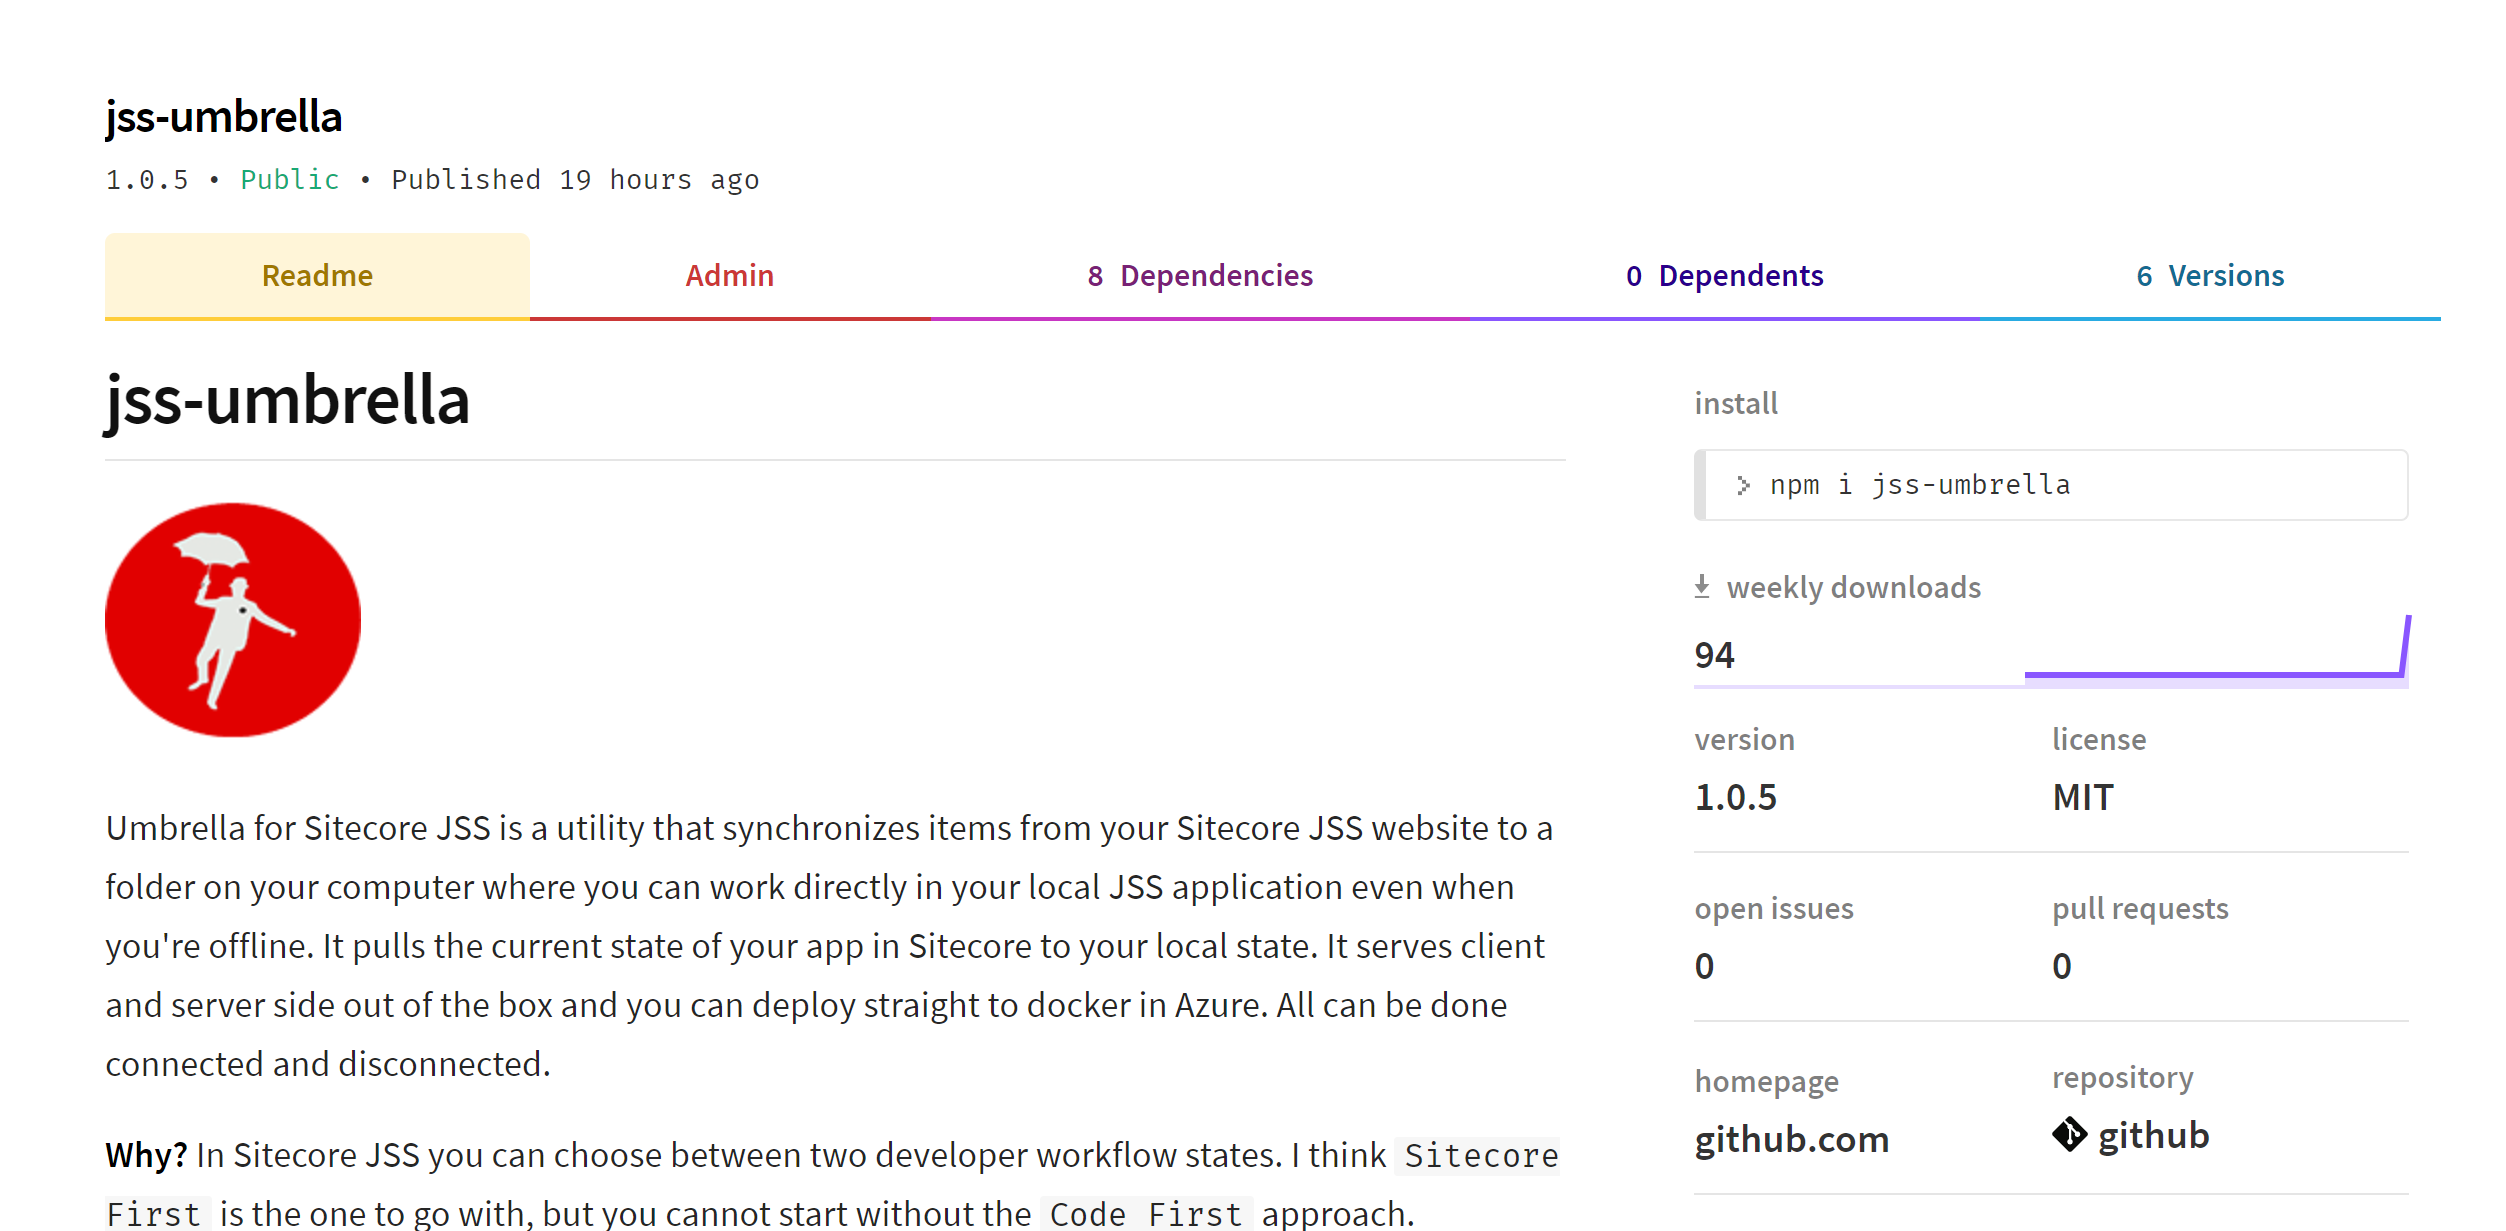 jss-umbrella
1.0.5 • Public • Published 19 hours ago
Readme
Admin
8 Dependencies
0 Dependents
6 Versions
jss-umbrella
Umbrella for Sitecore JSS is a utility that synchronizes items from your Sitecore JSS website to a
folder on your computer where you can work directly in your local JSS application even when
you're offline. It pulls the current state of your app in Sitecore to your local state. It serves client
and server side out of the box and you can deploy straight to docker in Azure. All can be done
connected and disconnected.
Why? In Sitecore JSS you can choose between two developer workflow states. I think Sitecore
First is the one to go with, but you cannot start without the Code First approach.
install
> npm i jss-umbrella
weekly downloads
94
version
1.0.5
license
MIT
open issues
0
pull requests
0
homepage
github.com
repository
github